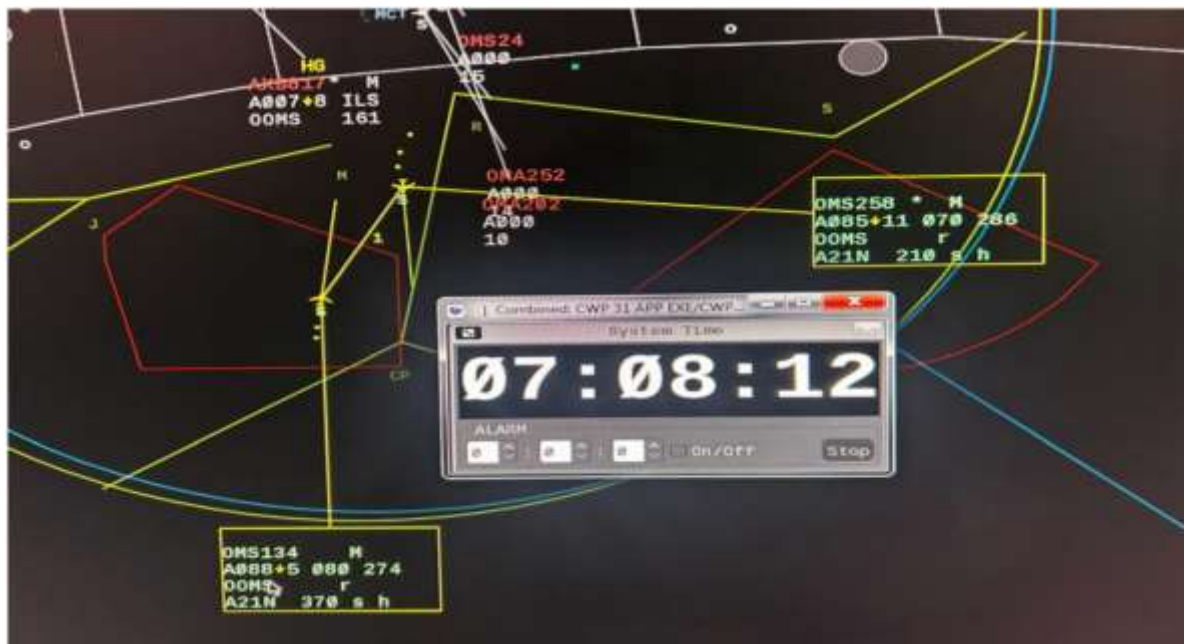 MCT
S
OMS24
A000
15
HG
M
A007+8 ILS
OOMS 161
O
O
R
S
M
J
1
OMA252
A000
14
A000
10
OMS258 * M
A085+11 070 286
OOMS r
A21N 210 s h
Combined: CWP 31 APP EXE/CWP
System Time
07:08:12
ALARM
0 : 0 : 0 On/Off Stop
CP
OMS134 M
A088+5 080 274
OOMS r
A21N 370 s h